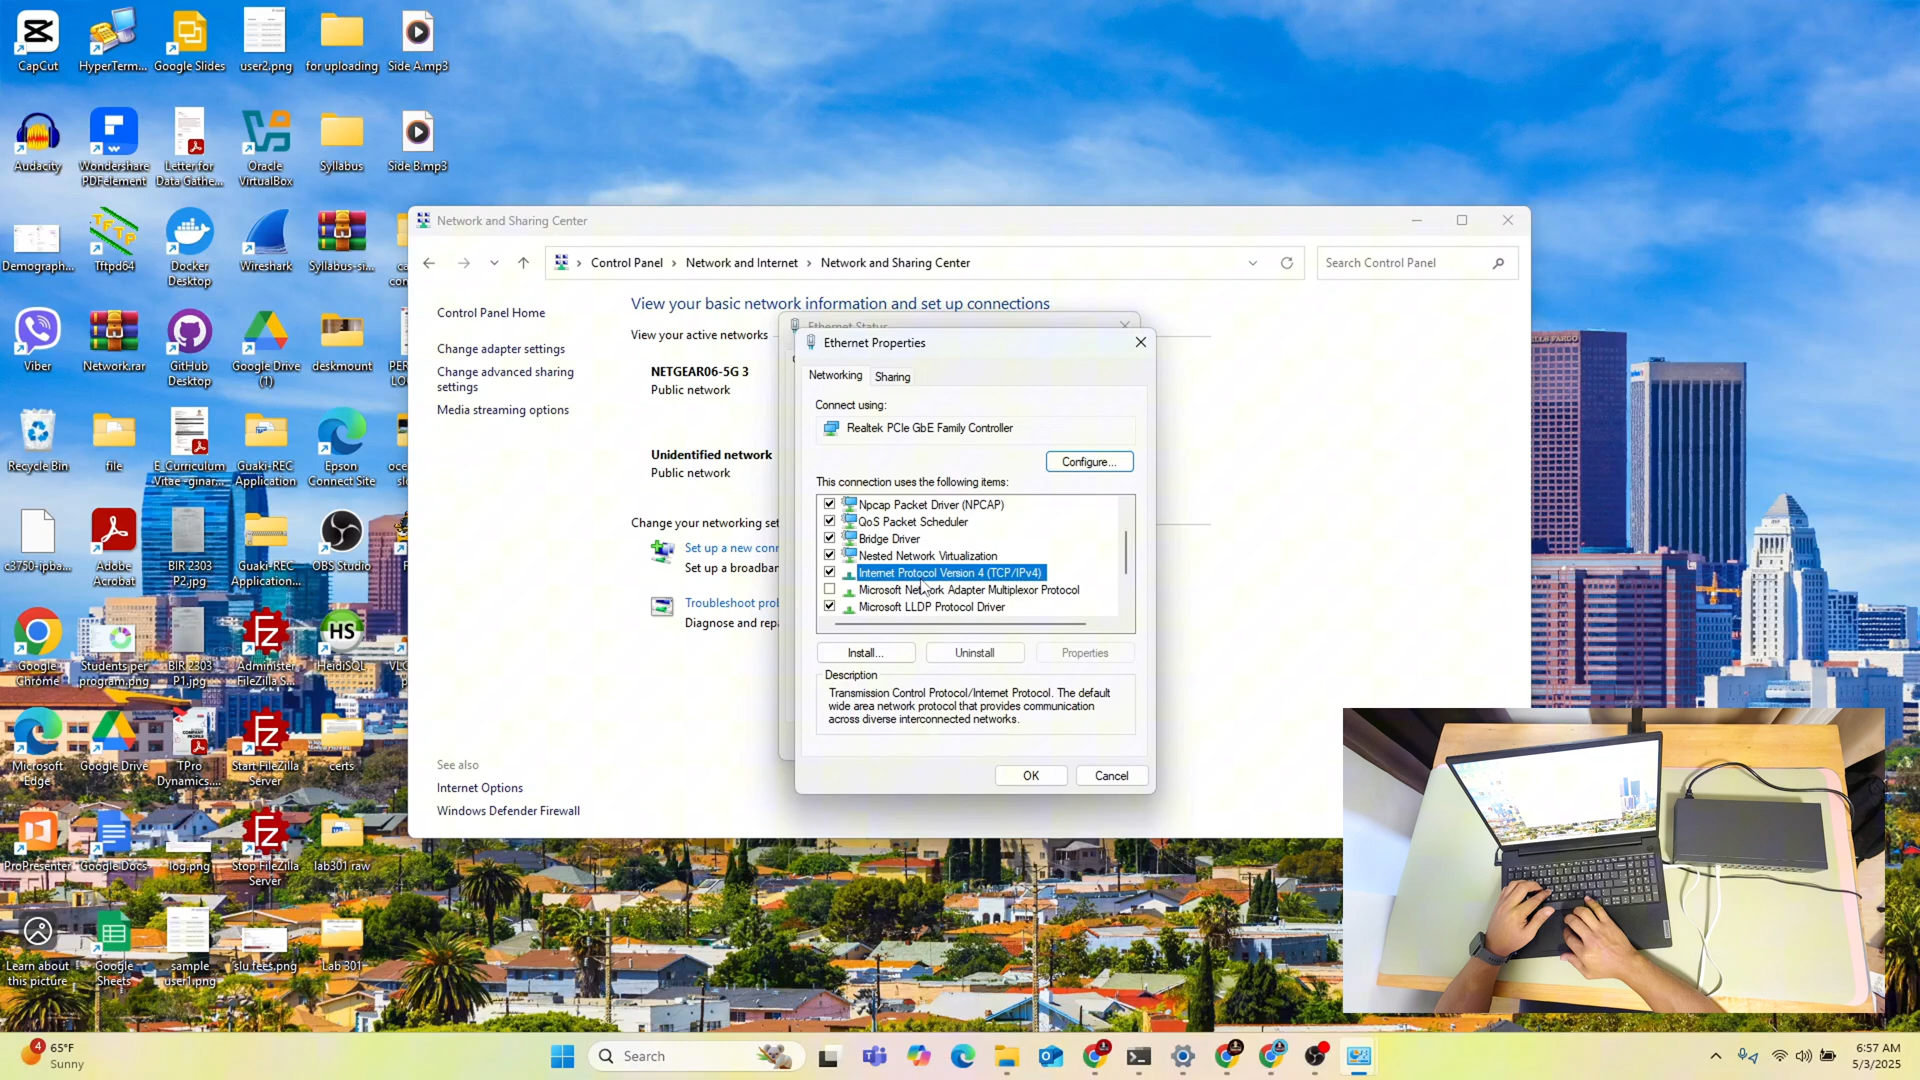 CapCut
HyperTerm...
Google Slides
user2.png
for uploading
Side A.mp3
Audacity
Wondershare
PDFelement
Letter for
Data Gathe...
Oracle
VirtualBox
Syllabus
Side B.mp3
Demograph...
Tftpd64
Docker
Desktop
Wireshark
Syllabus-si...
Viber
Network.rar
GitHub
Desktop
Google Drive
(1)
deskmount
Recycle Bin
file
E_Curriculum
Vitae -ginar...
Guaki-REC
Application
Epson
Connect Site
c3750-ipba...
Adobe
Acrobat
BIR 2303
P2.jpg
Guaki-REC
Application...
OBS Studio
Google
Chrome
Students per
program.png
BIR 2303
P1.jpg
Administer
FileZilla S...
HeidiSQL
Microsoft
Edge
Google Drive
TPro
Dynamics....
Start FileZilla
Server
certs
ProPresenter
Google Docs
log.png
Stop FileZilla
Server
lab301 raw
Learn about
this picture
Google
Sheets
sample
user1.png
slu fees.png
Lab 301
Network and Sharing Center
Control Panel > Network and Internet > Network and Sharing Center
Search Control Panel
Control Panel Home
Change adapter settings
Change advanced sharing
settings
Media streaming options
See also
Internet Options
Windows Defender Firewall
View your basic network information and set up connections
View your active networks
NETGEAR06-5G 3
Public network
Unidentified network
Public network
Change your networking set
Set up a new conn
Set up a broadban
Troubleshoot prob
Diagnose and repa
Ethernet Status
Ethernet Properties
Networking
Sharing
Connect using:
Realtek PCIe GbE Family Controller
Configure...
This connection uses the following items:
Npcap Packet Driver (NPCAP)
QoS Packet Scheduler
Bridge Driver
Nested Network Virtualization
Internet Protocol Version 4 (TCP/IPv4)
Microsoft Network Adapter Multiplexor Protocol
Microsoft LLDP Protocol Driver
Install...
Uninstall
Properties
Description
Transmission Control Protocol/Internet Protocol. The default
wide area network protocol that provides communication
across diverse interconnected networks.
OK
Cancel
4
65°F
Sunny
Search
6:57 AM
5/3/2025